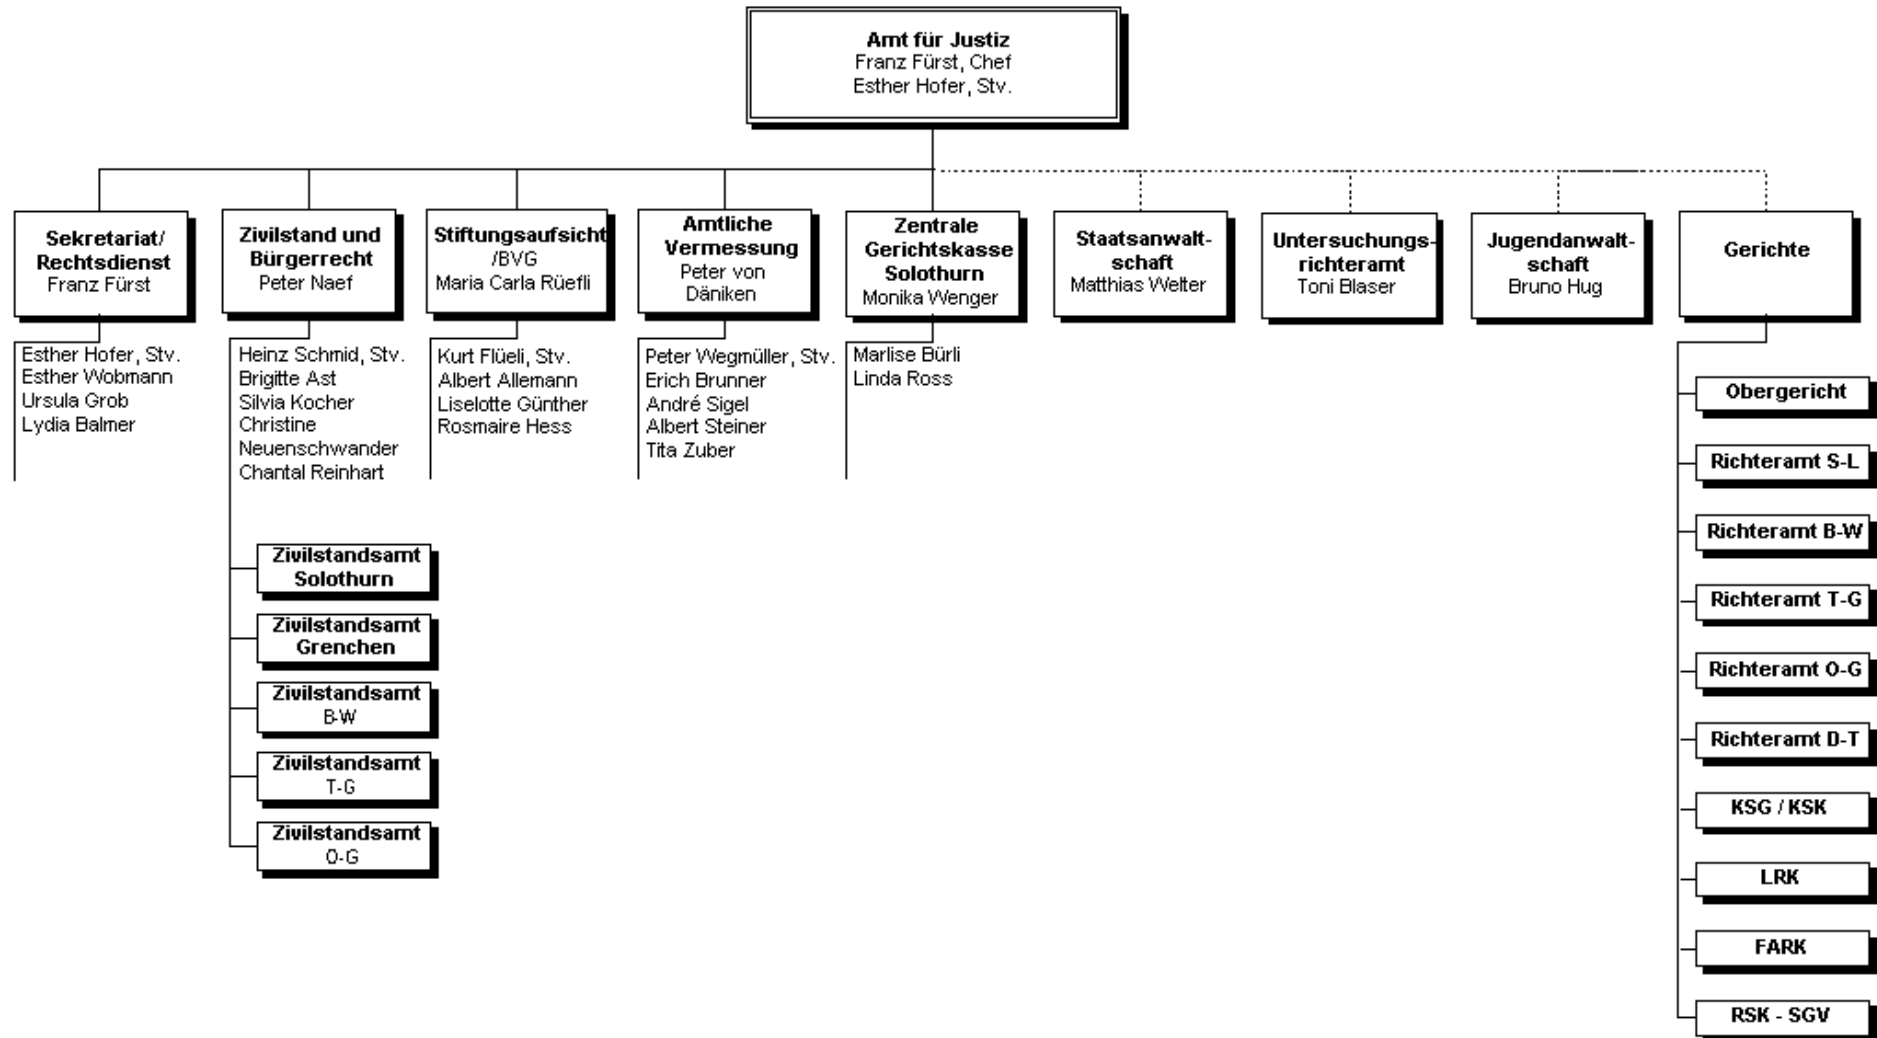 Amt für Justiz
Franz Fürst, Chef
Esther Hofer, Stv.
Sekretariat/
Rechtsdienst
Franz Fürst
Esther Hofer, Stv.
Esther Wobmann
Ursula Grob
Lydia Balmer
Zivilstand und
Bürgerrecht
Peter Naef
Heinz Schmid, Stv.
Brigitte Ast
Silvia Kocher
Christine
Neuenschwander
Chantal Reinhart
Zivilstandsamt
Solothurn
Zivilstandsamt
Grenchen
Zivilstandsamt
B-W
Zivilstandsamt
T-G
Zivilstandsamt
O-G
Stiftungsaufsicht
/BVG
Maria Carla Rüefli
Kurt Flüeli, Stv.
Albert Allemann
Liselotte Günther
Rosmaire Hess
Amtliche
Vermessung
Peter von
Däniken
Peter Wegmüller, Stv.
Erich Brunner
André Sigel
Albert Steiner
Tita Zuber
Zentrale
Gerichtskasse
Solothurn
Monika Wenger
Marlise Bürli
Linda Ross
Staatsanwalt-
schaft
Matthias Welter
Untersuchungs-
richteramt
Toni Blaser
Jugendanwalt-
schaft
Bruno Hug
Gerichte
Obergericht
Richteramt S-L
Richteramt B-W
Richteramt T-G
Richteramt O-G
Richteramt D-T
KSG / KSK
LRK
FARK
RSK - SGV